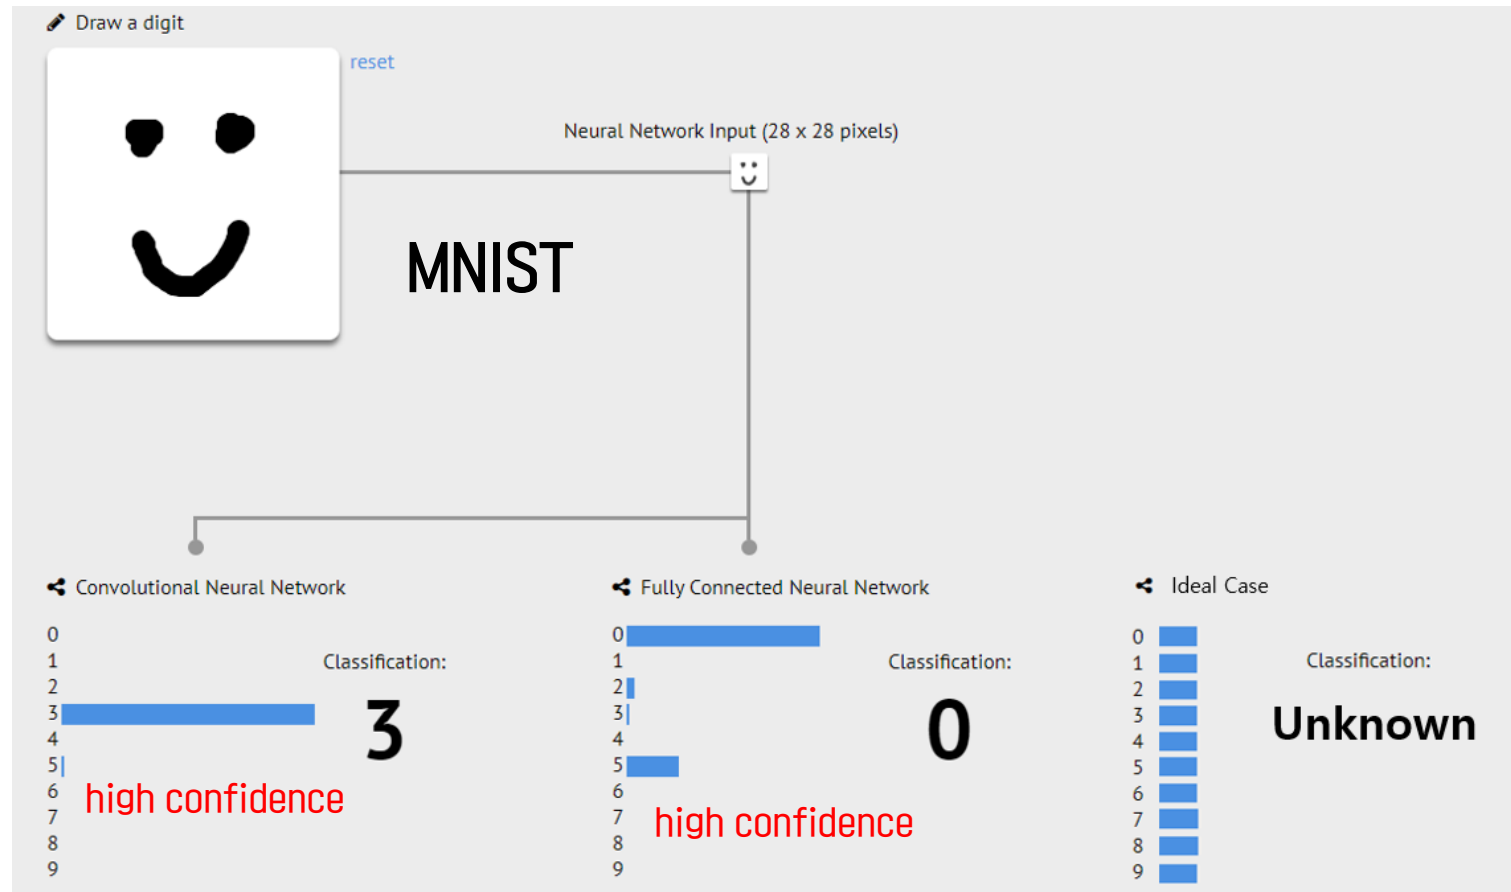 Draw a digit
reset
Neural Network Input (28 x 28 pixels)
MNIST
Convolutional Neural Network
0
1
2
3
4
5
6
7
8
9
Classification:
3
high confidence
Fully Connected Neural Network
0
1
2
3
4
5
6
7
8
9
Classification:
0
high confidence
Ideal Case
0
1
2
3
4
5
6
7
8
9
Classification:
Unknown